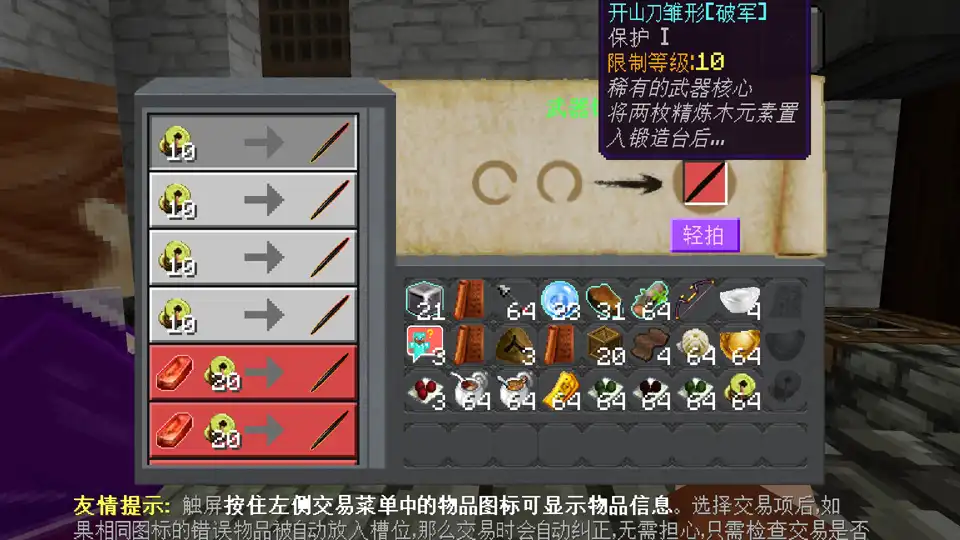 开山刀雏形[破军]
保护 I
限制等级:10
稀有的武器核心
将两枚精炼木元素置
入锻造台后...
武器
轻拍
10
10
10
10
20
20
21
64
23
31
64
4
3
3
20
4
64
64
3
64
64
64
64
64
64
64
友情提示: 触屏按住左侧交易菜单中的物品图标可显示物品信息。选择交易项后,如
果相同图标的错误物品被自动放入槽位,那么交易时会自动纠正,无需担心,只需检查交易是否